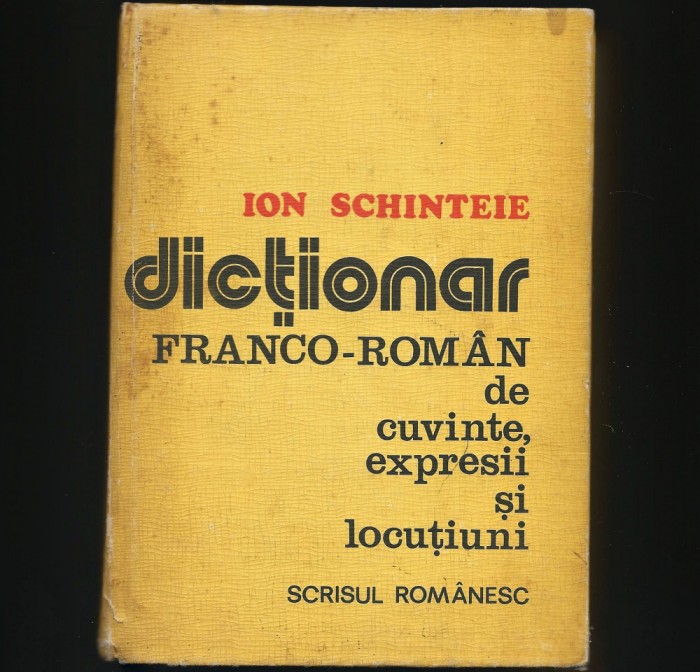 ION SCHINTEIE
dicționar
FRANCO-ROMÂN
de
cuvinte,
expresii
și
locuțiuni
SCRISUL ROMÂNESC